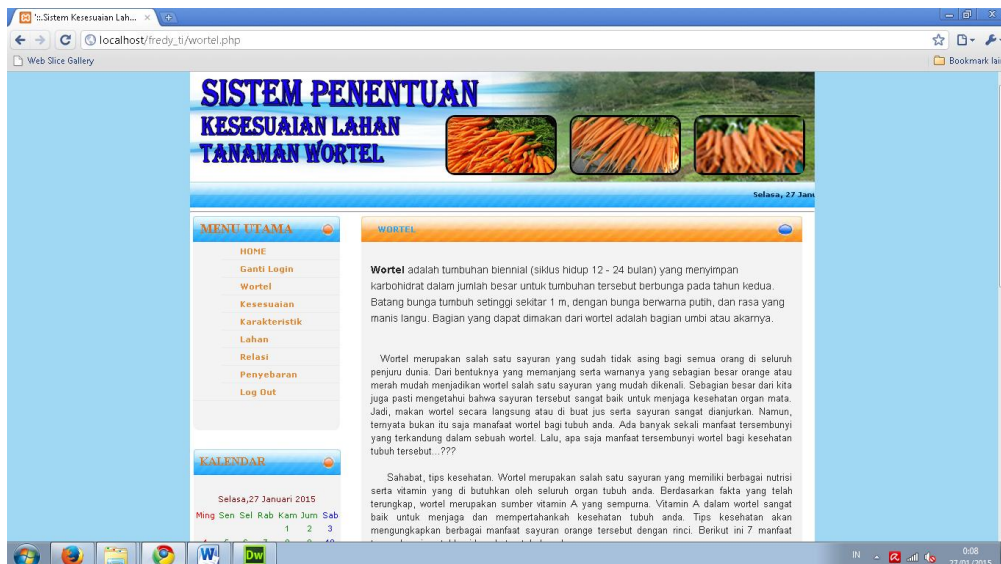 '::.Sistem Kesesuaian Lah...
localhost/fredy_ti/wortel.php
Web Slice Gallery
Bookmark lai
SISTEM PENENTUAN
KESESUAIAN LAHAN
TANAMAN WORTEL
Selasa, 27 Janu
MENU UTAMA
HOME
Ganti Login
Wortel
Kesesuaian
Karakteristik
Lahan
Relasi
Penyebaran
Log Out
KALENDAR
Selasa,27 Januari 2015
Ming Sen Sel Rab Kam Jum Sab
1 2 3
WORTEL
Wortel adalah tumbuhan biennial (siklus hidup 12 - 24 bulan) yang menyimpan
karbohidrat dalam jumlah besar untuk tumbuhan tersebut berbunga pada tahun kedua.
Batang bunga tumbuh setinggi sekitar 1 m, dengan bunga berwarna putih, dan rasa yang
manis langu. Bagian yang dapat dimakan dari wortel adalah bagian umbi atau akarnya.
Wortel merupakan salah satu sayuran yang sudah tidak asing bagi semua orang di seluruh
penjuru dunia. Dari bentuknya yang memanjang serta warnanya yang sebagian besar orange atau
merah mudah menjadikan wortel salah satu sayuran yang mudah dikenali. Sebagian besar dari kita
juga pasti mengetahui bahwa sayuran tersebut sangat baik untuk menjaga kesehatan organ mata.
Jadi, makan wortel secara langsung atau di buat jus serta sayuran sangat dianjurkan. Namun,
ternyata bukan itu saja manafaat wortel bagi tubuh anda. Ada banyak sekali manfaat tersembunyi
yang terkandung dalam sebuah wortel. Lalu, apa saja manfaat tersembunyi wortel bagi kesehatan
tubuh tersebut...???
Sahabat, tips kesehatan. Wortel merupakan salah satu sayuran yang memiliki berbagai nutrisi
serta vitamin yang di butuhkan oleh seluruh organ tubuh anda. Berdasarkan fakta yang telah
terungkap, wortel merupakan sumber vitamin A yang sempurna. Vitamin A dalam wortel sangat
baik untuk menjaga dan mempertahankah kesehatan tubuh anda. Tips kesehatan akan
mengungkapkan berbagai manfaat sayuran orange tersebut dengan rinci. Berikut ini 7 manfaat
Dw
IN
0:08
27/01/2015